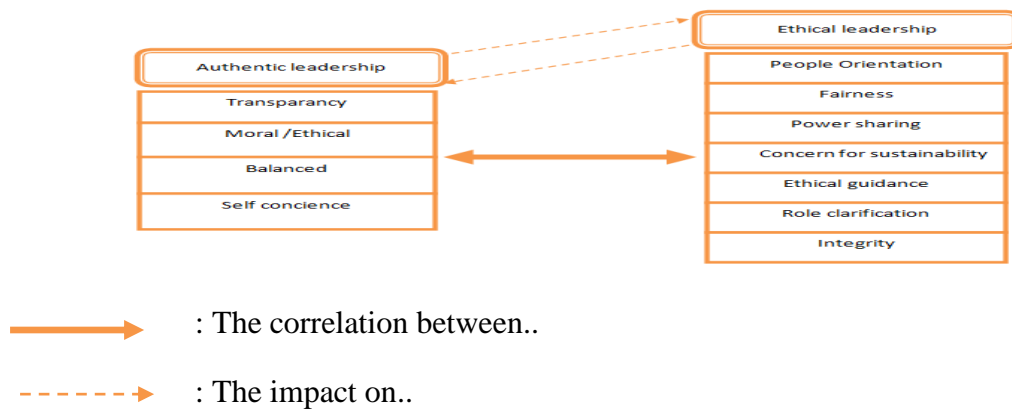 Authentic leadership
Transparancy
Moral /Ethical
Balanced
Self concience
Ethical leadership
People Orientation
Fairness
Power sharing
Concern for sustainability
Ethical guidance
Role clarification
Integrity
: The correlation between..
: The impact on..